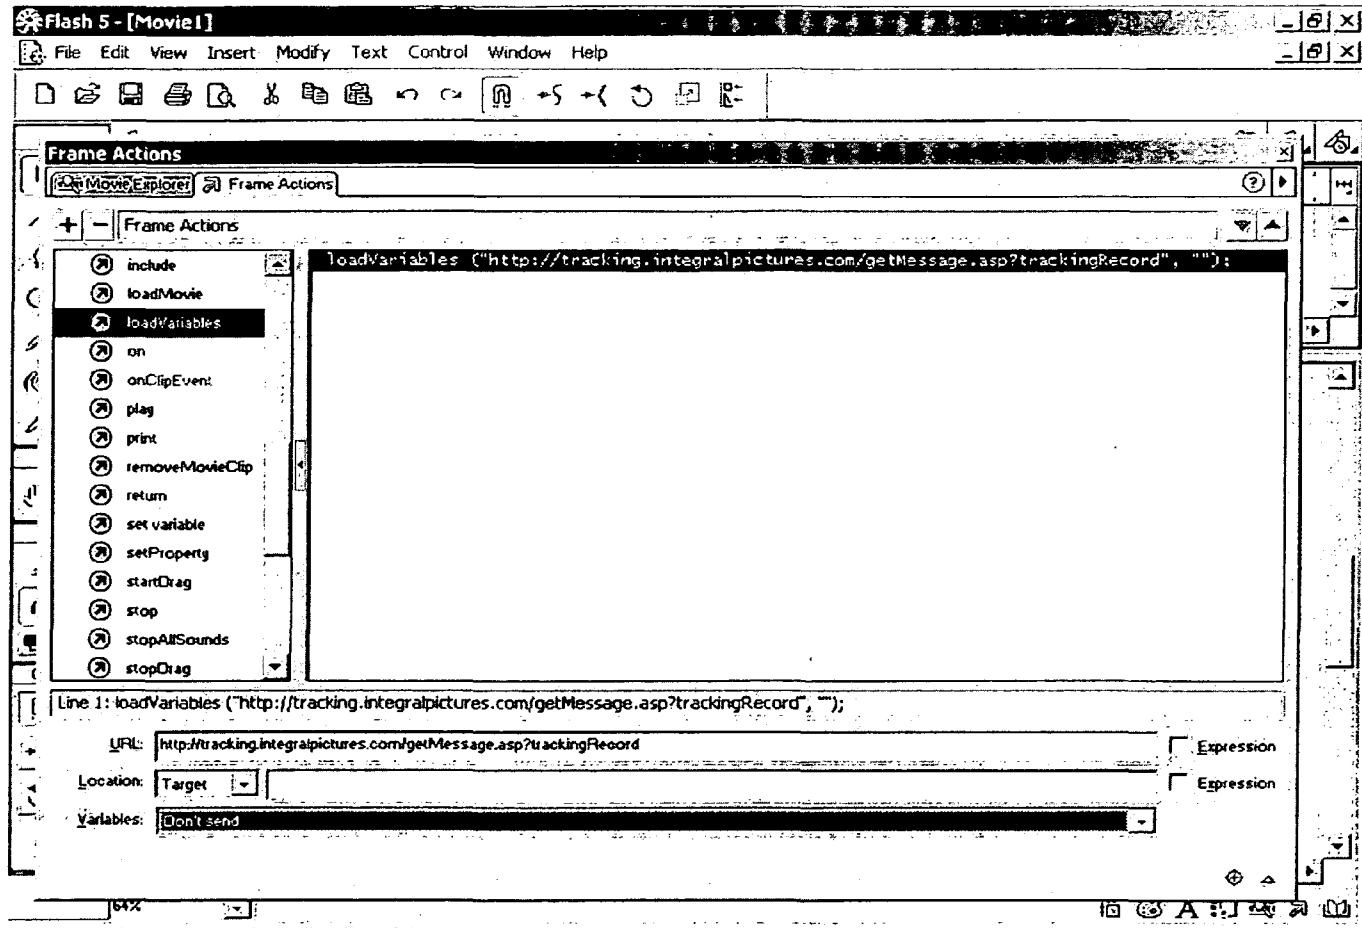 Flash 5 - [Movie1]
File Edit View Insert Modify Text Control Window Help
Frame Actions
Movie Explorer Frame Actions
+ - Frame Actions
include
loadMovie
loadVariables
on
onClipEvent
play
print
removeMovieClip
return
set variable
setProperty
startDrag
stop
stopAllSounds
stopDrag
loadVariables ("http://tracking.integralpictures.com/getMessage.asp?trackingRecord", "");
Line 1: loadVariables ("http://tracking.integralpictures.com/getMessage.asp?trackingRecord", "");
URL: http://tracking.integralpictures.com/getMessage.asp?trackingRecord Expression
Location: Target Expression
Variables: Don't send
64%